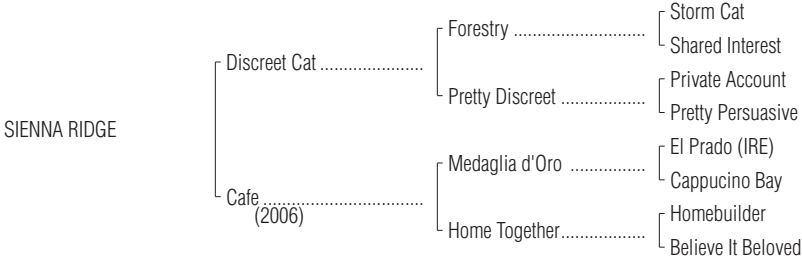 Storm Cat
Forestry ............................
Shared Interest
Discreet Cat ......................
Private Account
Pretty Discreet ..................
Pretty Persuasive
SIENNA RIDGE
El Prado (IRE)
Medaglia d'Oro ................
Cappucino Bay
Cafe ..................................
(2006)
Homebuilder
Home Together..................
Believe It Beloved